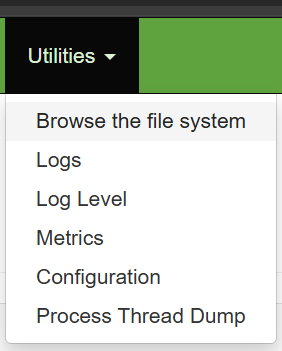 Utilities
Browse the file system
Logs
Log Level
Metrics
Configuration
Process Thread Dump